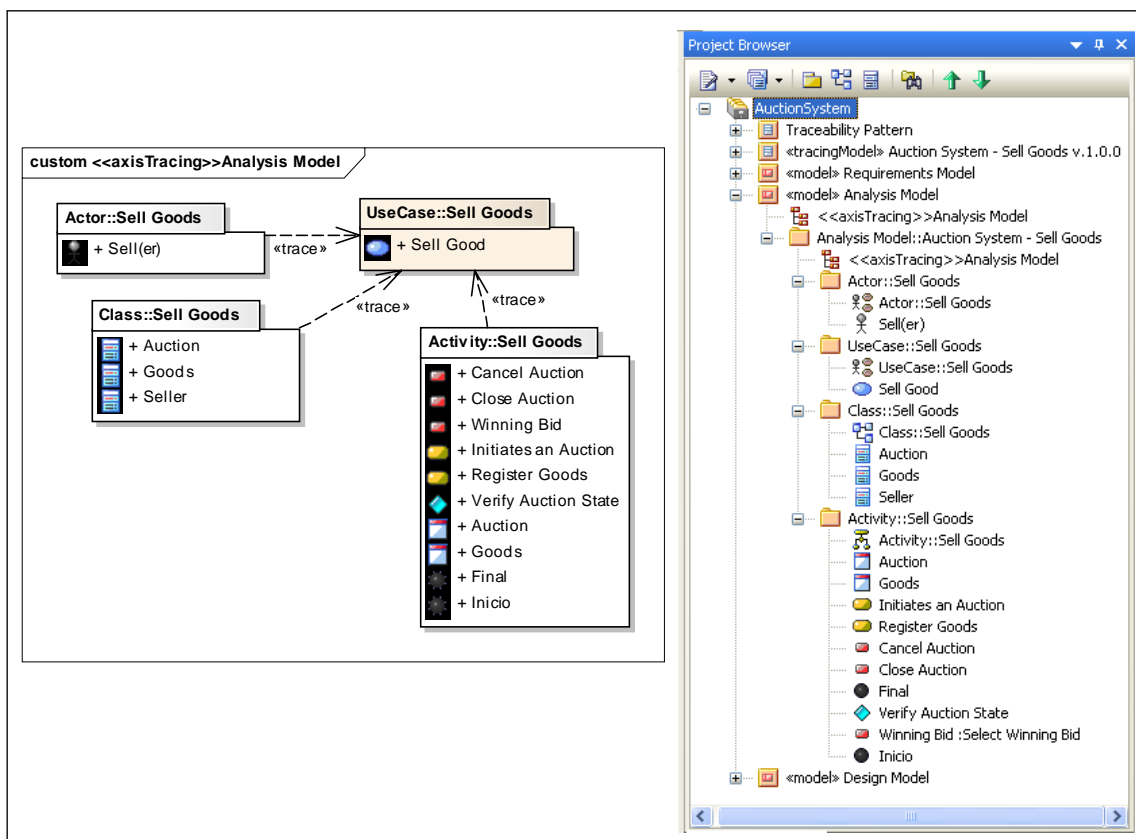 custom <<axisTracing>>Analysis Model
Actor::Sell Goods
+ Sell(er)
«trace»
UseCase::Sell Goods
+ Sell Good
Class::Sell Goods
+ Auction
+ Goods
+ Seller
«trace»
«trace»
Activity::Sell Goods
+ Cancel Auction
+ Close Auction
+ Winning Bid
+ Initiates an Auction
+ Register Goods
+ Verify Auction State
+ Auction
+ Goods
+ Final
+ Inicio
Project Browser
AuctionSystem
Traceability Pattern
«tracingModel» Auction System - Sell Goods v.1.0.0
«model» Requirements Model
«model» Analysis Model
<<axisTracing>>Analysis Model
Analysis Model::Auction System - Sell Goods
<<axisTracing>>Analysis Model
Actor::Sell Goods
Actor::Sell Goods
Sell(er)
UseCase::Sell Goods
UseCase::Sell Goods
Sell Good
Class::Sell Goods
Class::Sell Goods
Auction
Goods
Seller
Activity::Sell Goods
Activity::Sell Goods
Auction
Goods
Initiates an Auction
Register Goods
Cancel Auction
Close Auction
Final
Verify Auction State
Winning Bid :Select Winning Bid
Inicio
«model» Design Model